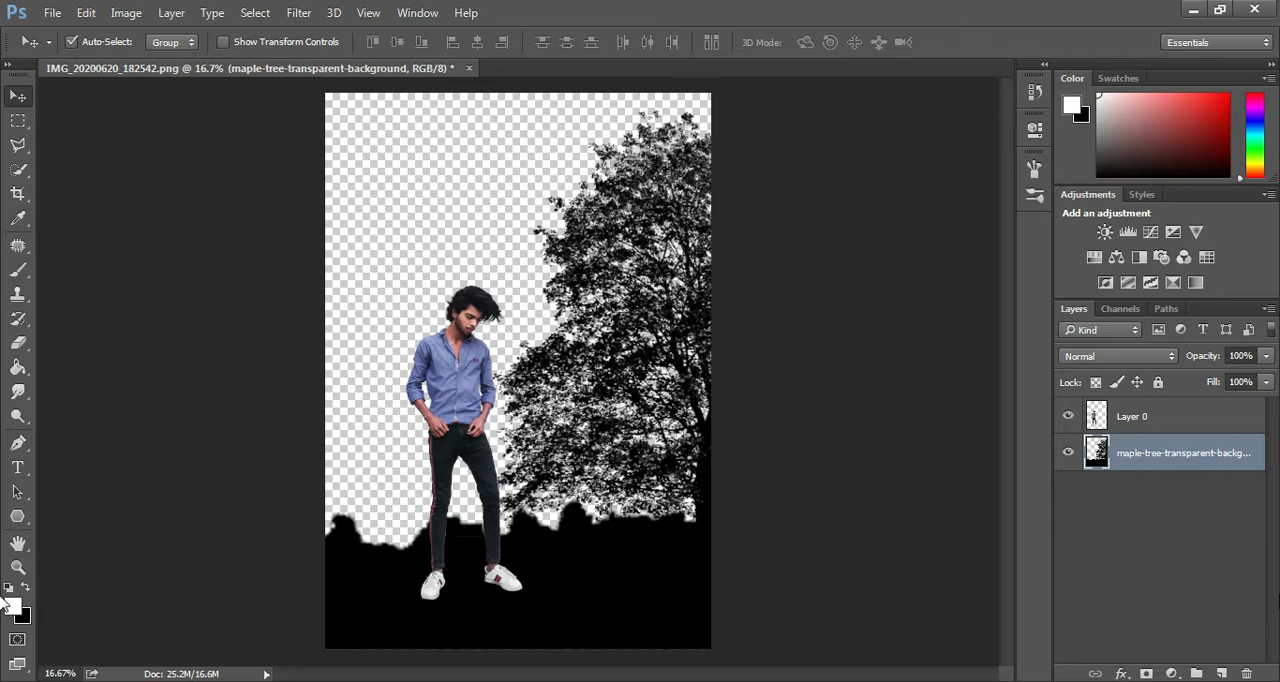 Ps File Edit Image Layer Type Select Filter 3D View Window Help
Auto-Select: Group Show Transform Controls 3D Mode: Essentials
IMG_20200620_182542.png @ 16.7% (maple-tree-transparent-background, RGB/8) * ×
Color Swatches
Adjustments Styles
Add an adjustment
Layers Channels Paths
Kind
Normal Opacity: 100%
Lock: Fill: 100%
Layer 0
maple-tree-transparent-backg...
16.67% Doc: 25.2M/16.6M